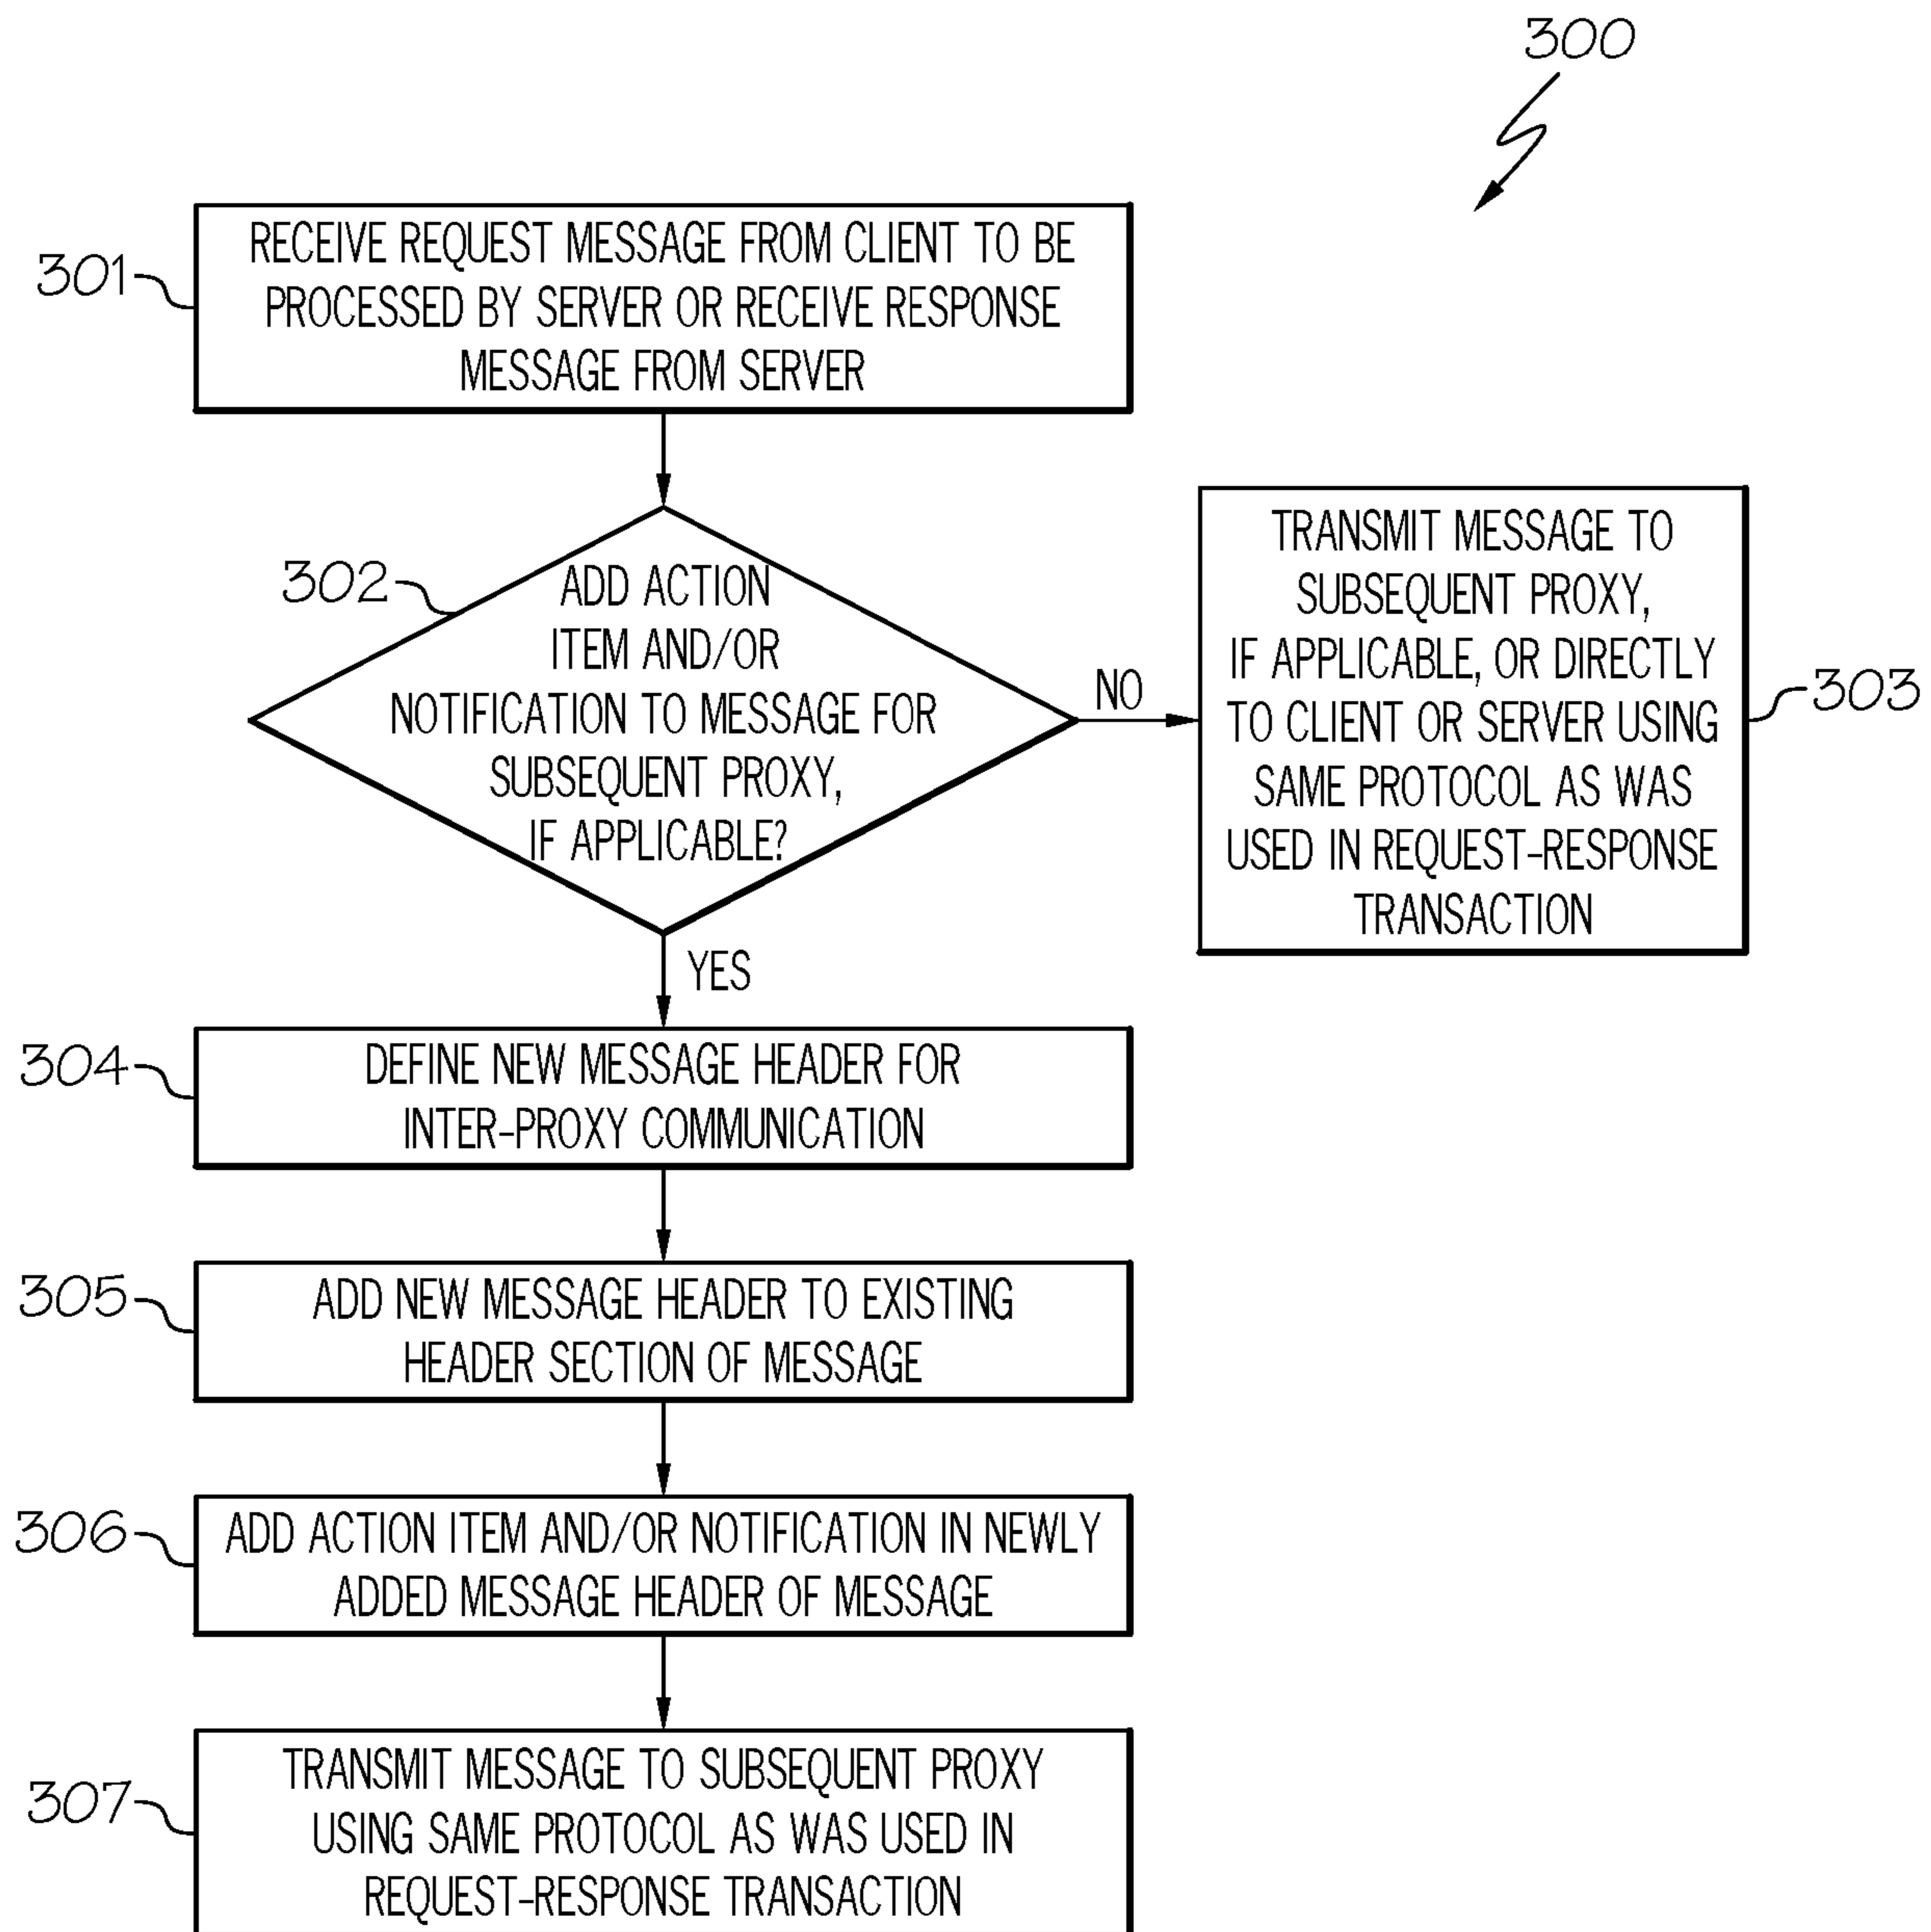 300
301
RECEIVE REQUEST MESSAGE FROM CLIENT TO BE
PROCESSED BY SERVER OR RECEIVE RESPONSE
MESSAGE FROM SERVER
302
ADD ACTION
ITEM AND/OR
NOTIFICATION TO MESSAGE FOR
SUBSEQUENT PROXY,
IF APPLICABLE?
NO
TRANSMIT MESSAGE TO
SUBSEQUENT PROXY,
IF APPLICABLE, OR DIRECTLY
TO CLIENT OR SERVER USING
SAME PROTOCOL AS WAS
USED IN REQUEST-RESPONSE
TRANSACTION
303
YES
304
DEFINE NEW MESSAGE HEADER FOR
INTER-PROXY COMMUNICATION
305
ADD NEW MESSAGE HEADER TO EXISTING
HEADER SECTION OF MESSAGE
306
ADD ACTION ITEM AND/OR NOTIFICATION IN NEWLY
ADDED MESSAGE HEADER OF MESSAGE
307
TRANSMIT MESSAGE TO SUBSEQUENT PROXY
USING SAME PROTOCOL AS WAS USED IN
REQUEST-RESPONSE TRANSACTION